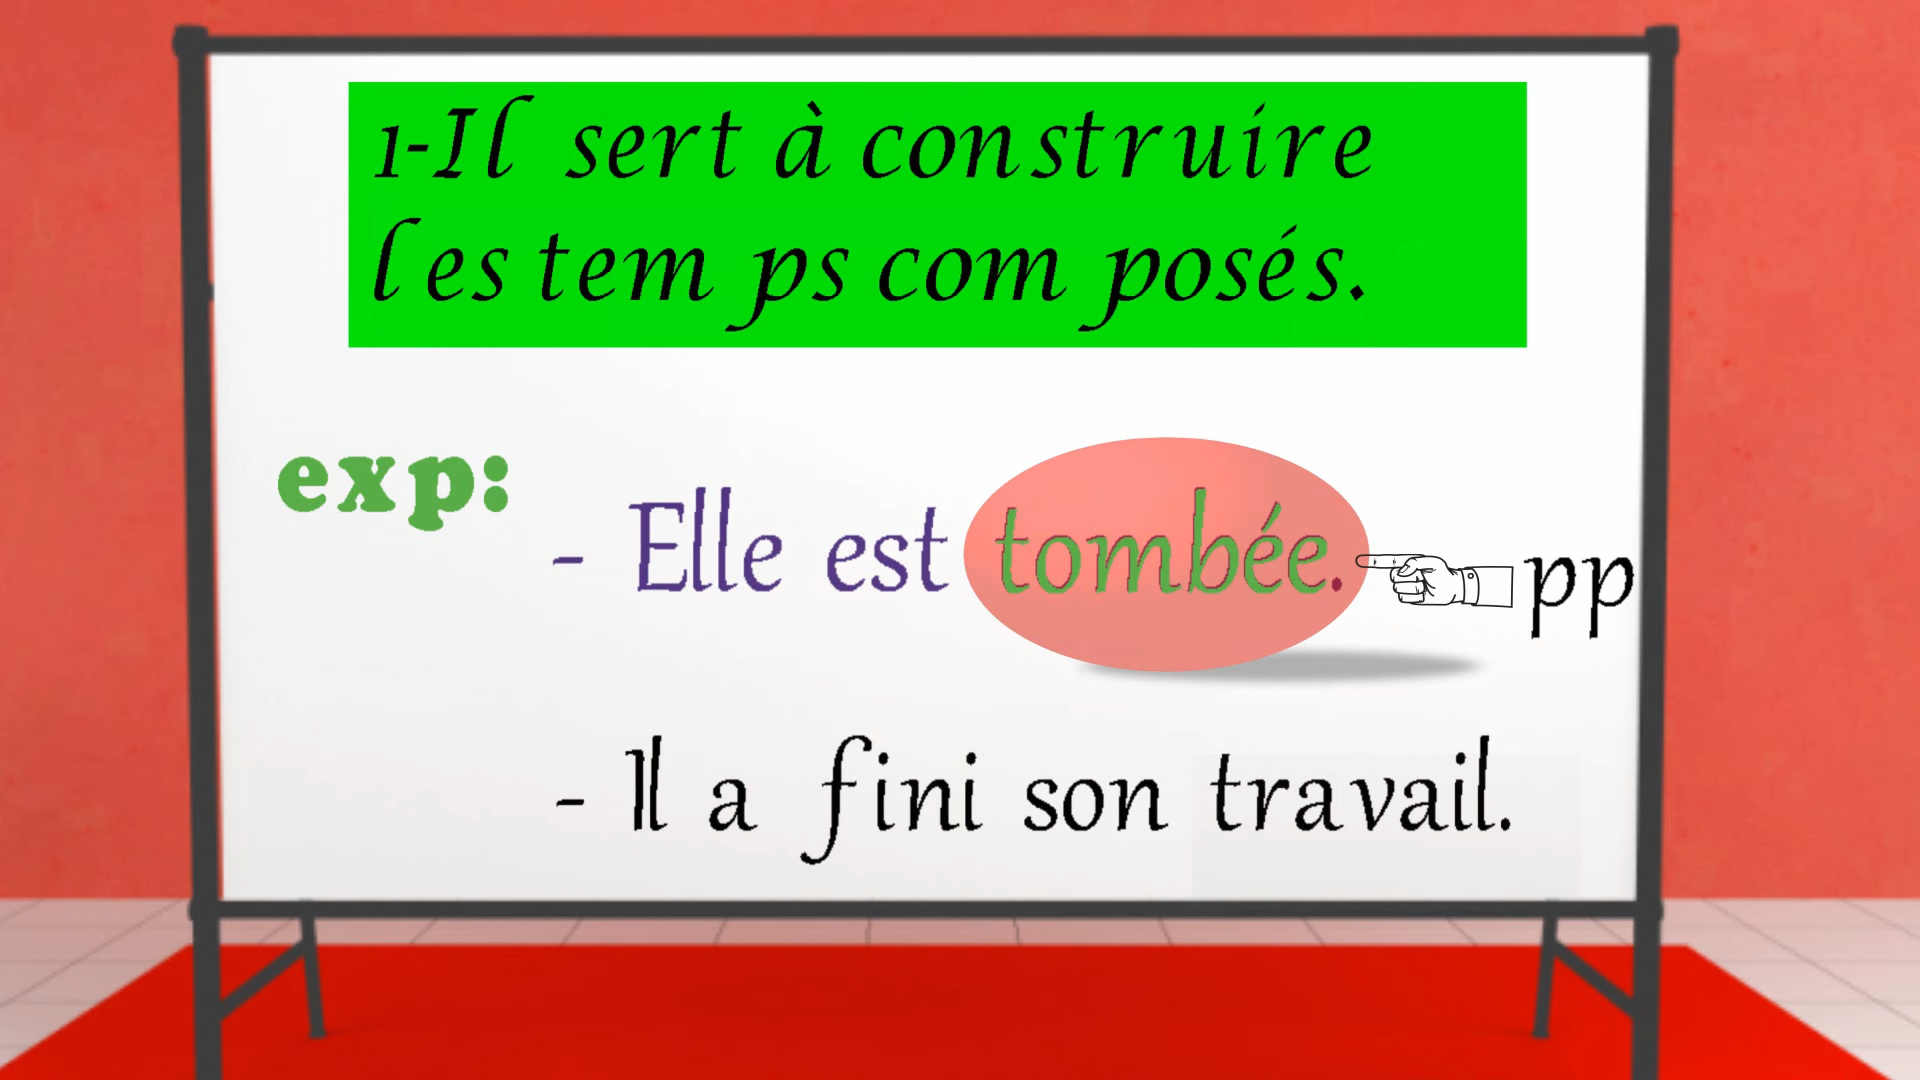 1-Il sert à construire
les temps composés.
exp:
- Elle est tombée. pp
- Il a fini son travail.